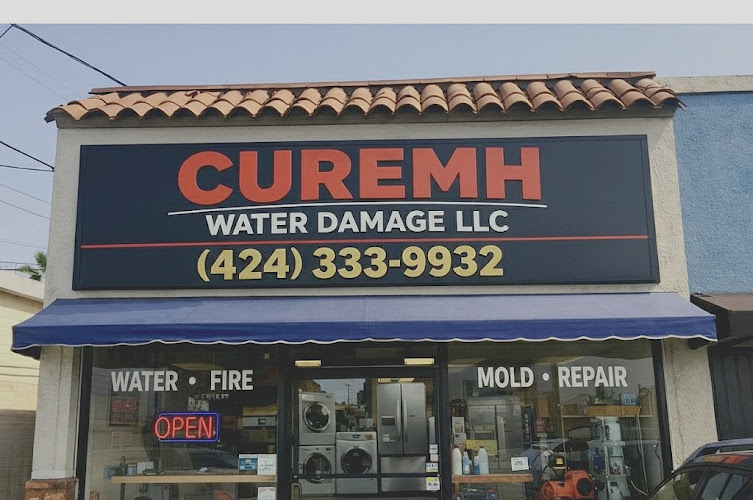 CUREMH
WATER DAMAGE LLC
(424) 333-9932
WATER • FIRE
MOLD • REPAIR
OPEN